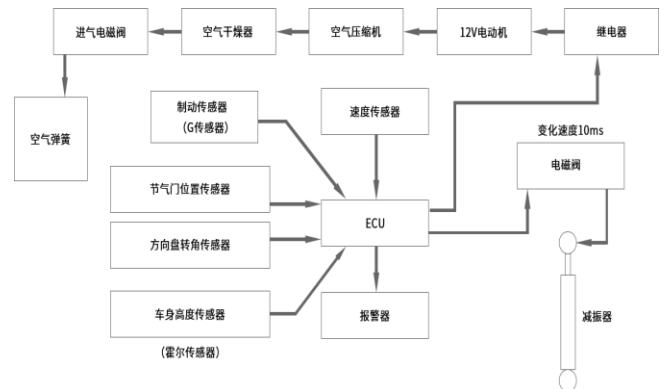 进气电磁阀
空气干燥器
空气压缩机
12V电动机
继电器
空气弹簧
制动传感器
（G传感器）
速度传感器
变化速度10ms
电磁阀
节气门位置传感器
ECU
方向盘转角传感器
车身高度传感器
（霍尔传感器）
报警器
减振器